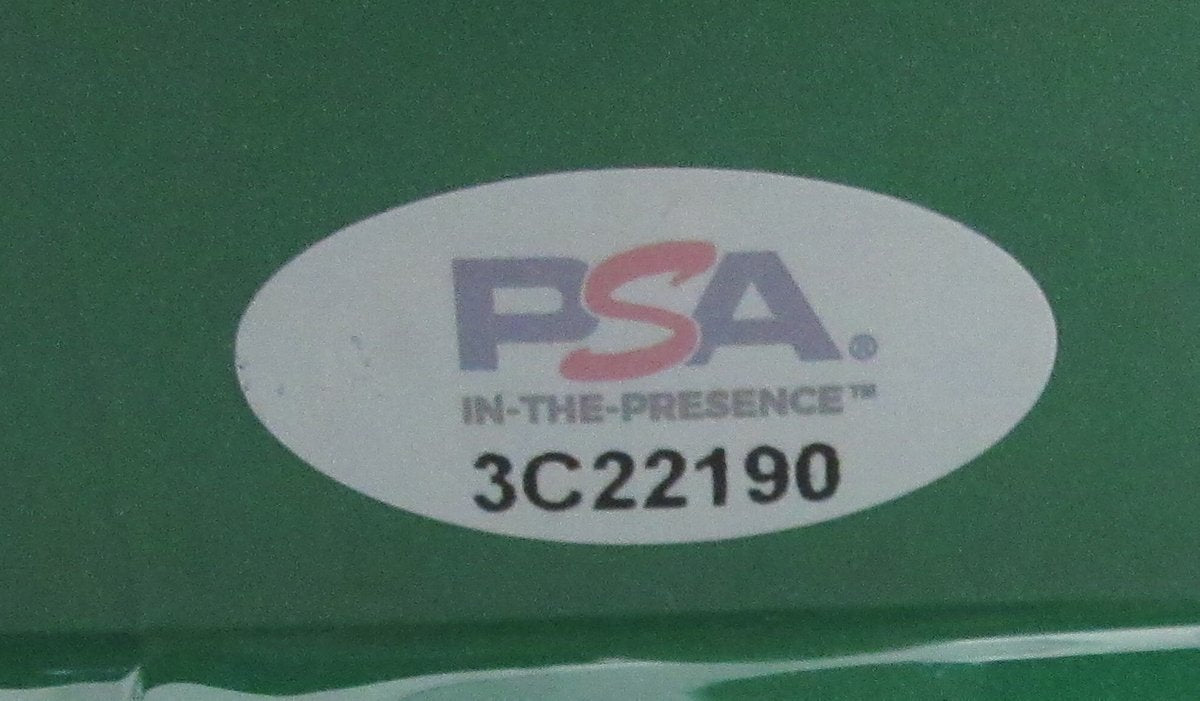 PSA®
IN-THE-PRESENCE™
3C22190